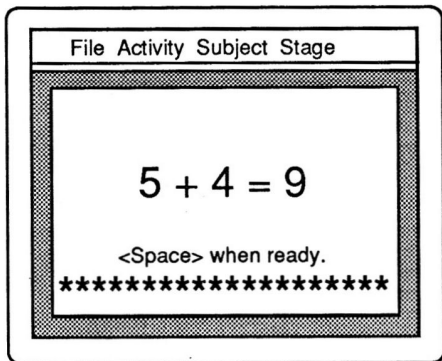 File Activity Subject Stage
5 + 4 = 9
<Space> when ready.
********************